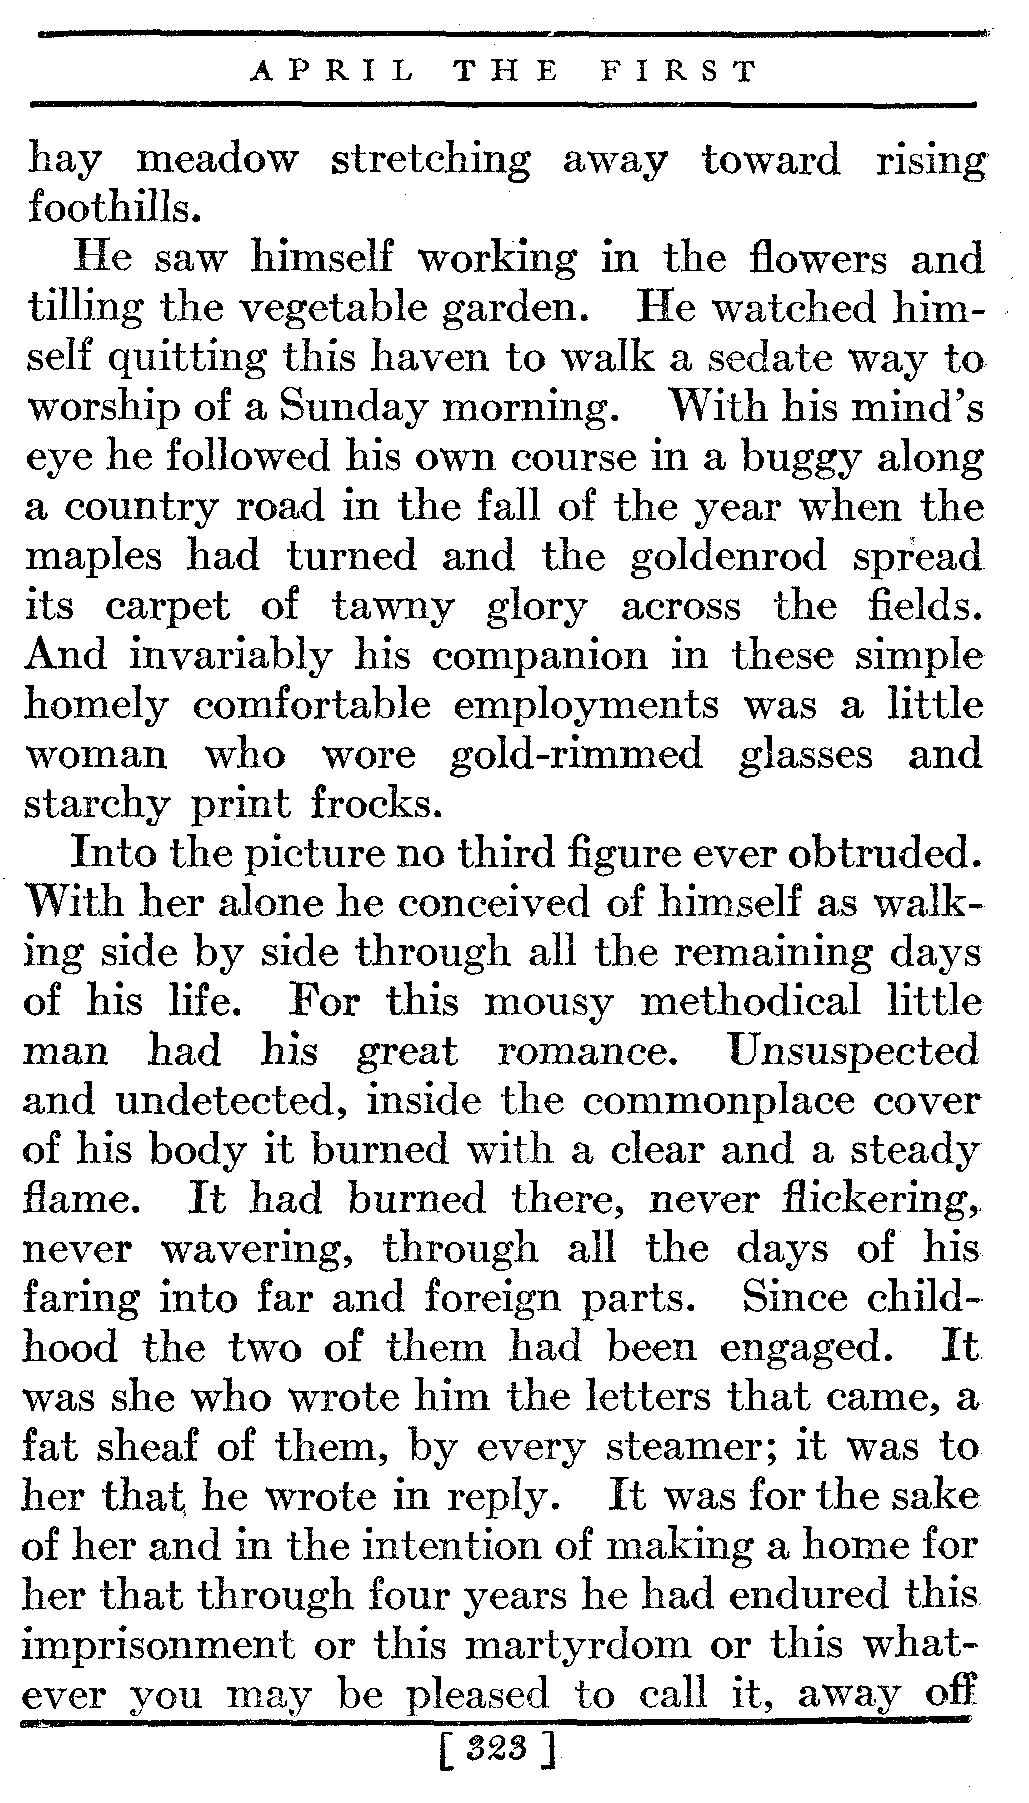 APRIL THE FIRST
hay meadow stretching away toward rising
foothills.
He saw himself working in the flowers and
tilling the vegetable garden. He watched him-
self quitting this haven to walk a sedate way to
worship of a Sunday morning. With his mind's
eye he followed his own course in a buggy along
a country road in the fall of the year when the
maples had turned and the goldenrod spread
its carpet of tawny glory across the fields.
And invariably his companion in these simple
homely comfortable employments was a little
woman who wore gold-rimmed glasses and
starchy print frocks.
Into the picture no third figure ever obtruded.
With her alone he conceived of himself as walk-
ing side by side through all the remaining days
of his life. For this mousy methodical little
man had his great romance. Unsuspected
and undetected, inside the commonplace cover
of his body it burned with a clear and a steady
flame. It had burned there, never flickering,
never wavering, through all the days of his
faring into far and foreign parts. Since child-
hood the two of them had been engaged. It
was she who wrote him the letters that came, a
fat sheaf of them, by every steamer; it was to
her that he wrote in reply. It was for the sake
of her and in the intention of making a home for
her that through four years he had endured this
imprisonment or this martyrdom or this what-
ever you may be pleased to call it, away off
[ 323 ]